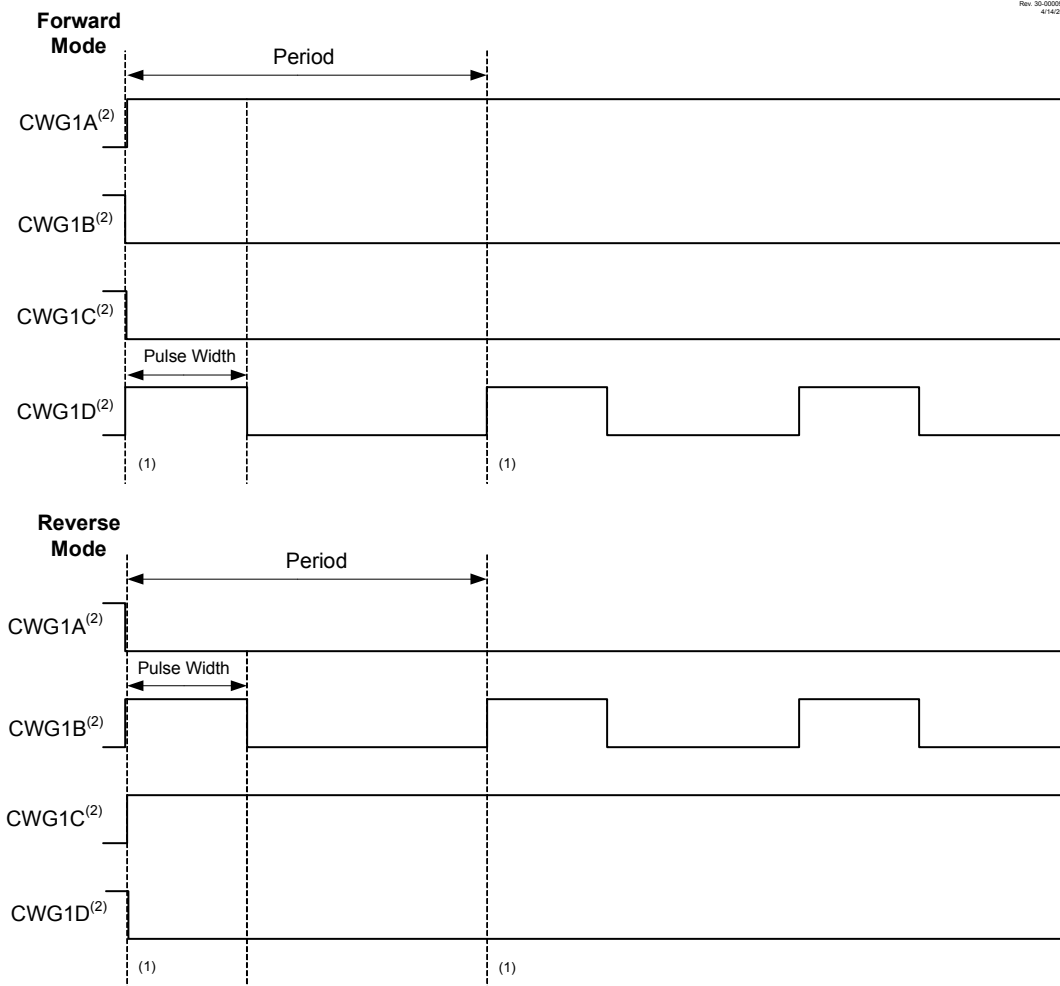 Forward
Mode
Period
CWG1A(2)
CWG1B(2)
CWG1C(2)
Pulse Width
CWG1D(2)
(1) (1)
Reverse
Mode
Period
CWG1A(2)
Pulse Width
CWG1B(2)
CWG1C(2)
CWG1D(2)
(1) (1)